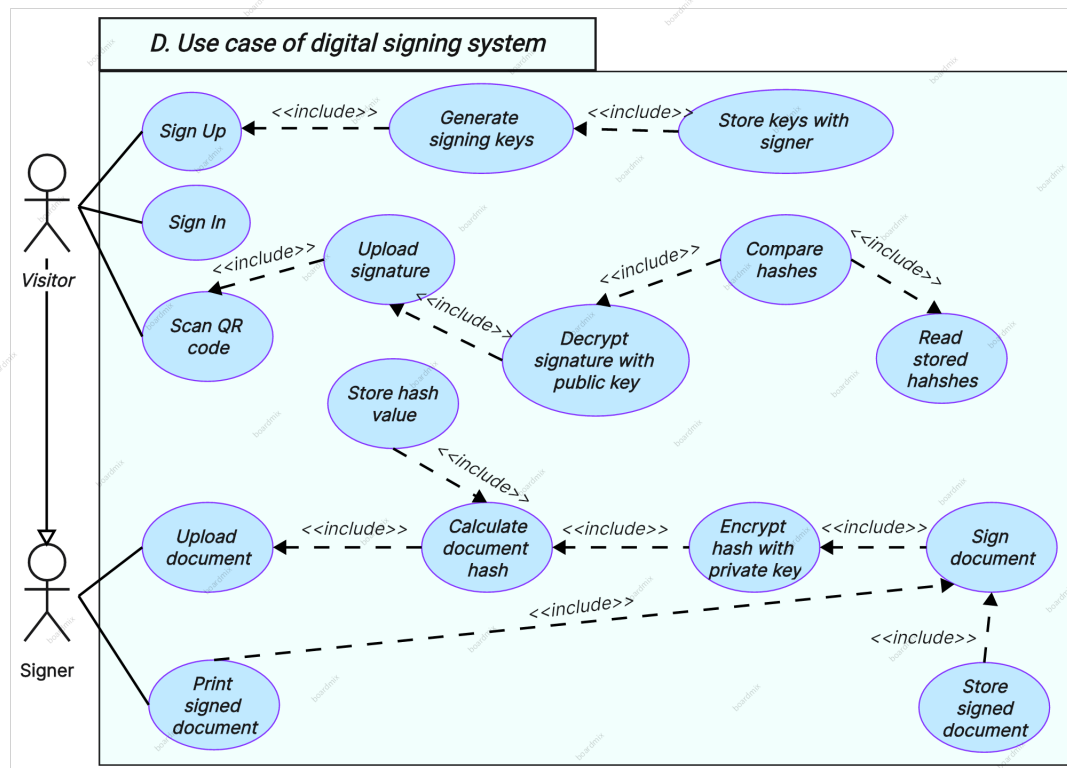 D. Use case of digital signing system
Sign Up
<<include>>
Generate
signing keys
<<include>>
Store keys with
signer
Sign In
Visitor
<<include>>
Upload
signature
<<include>>
Compare
hashes
<<include>>
Scan QR
code
<<include>>
Decrypt
signature with
public key
Read
stored
hahshes
Store hash
value
<<include>>
Upload
document
<<include>>
Calculate
document
hash
<<include>>
Encrypt
hash with
private key
<<include>>
Sign
document
<<include>>
<<include>>
Signer
Print
signed
document
Store
signed
document
boardmix